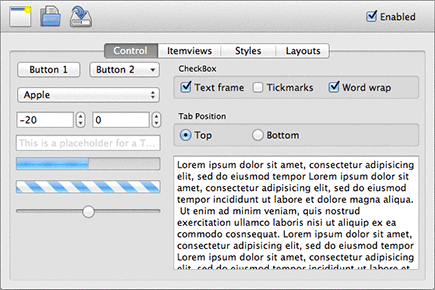 Enabled
Control Itemviews Styles Layouts
Button 1 Button 2
CheckBox
Text frame Tickmarks Word wrap
Apple
Tab Position
-20 0
Top Bottom
This is a placeholder for a T...
Lorem ipsum dolor sit amet, consectetur adipisicing
elit, sed do eiusmod tempor Lorem ipsum dolor sit
amet, consectetur adipisicing elit, sed do eiusmod
tempor incididunt ut labore et dolore magna aliqua.
Ut enim ad minim veniam, quis nostrud
exercitation ullamco laboris nisi ut aliquip ex ea
commodo consequat. Lorem ipsum dolor sit amet,
consectetur adipisicing elit, sed do eiusmod tempor
Lorem ipsum dolor sit amet, consectetur adipisicing
elit, sed do eiusmod tempor incididunt ut labore et